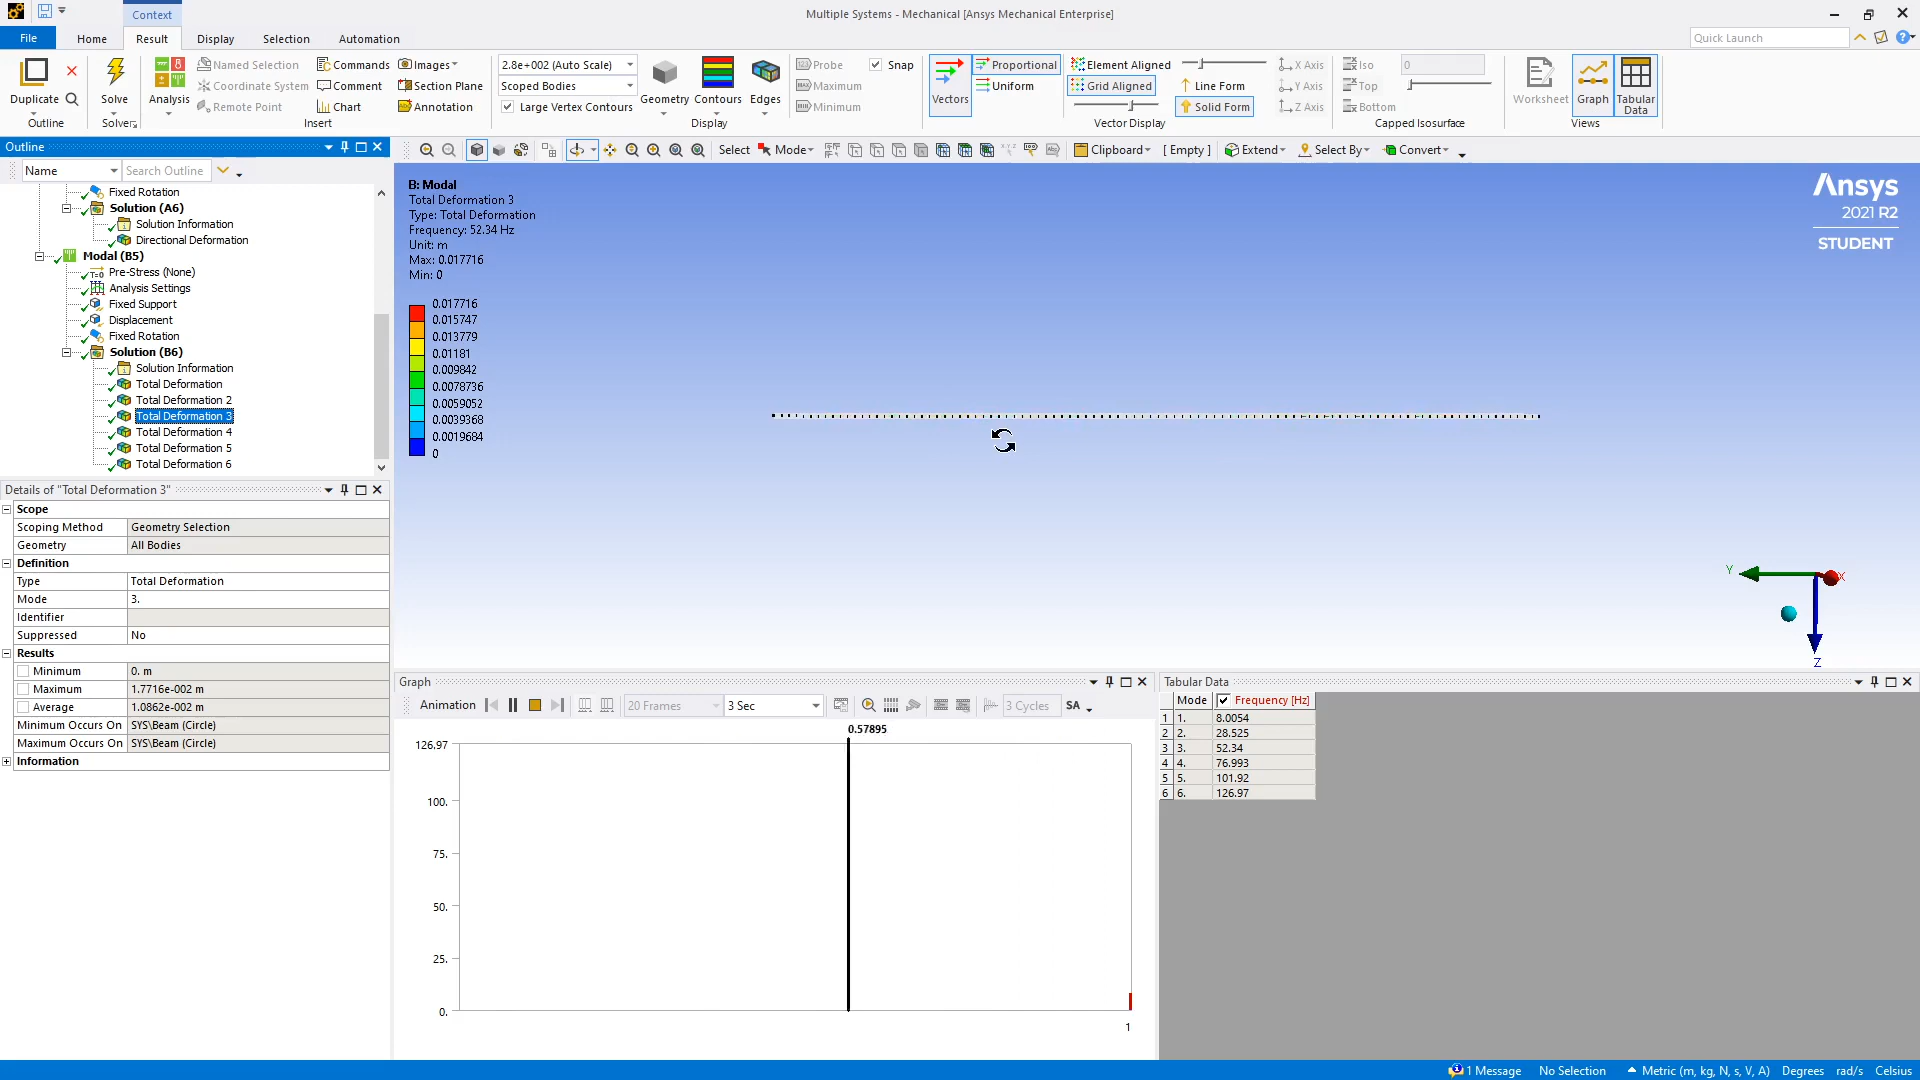 Context
Multiple Systems - Mechanical [Ansys Mechanical Enterprise]
File Home Result Display Selection Automation
Quick Launch
Duplicate
Outline
Solve
Solver
Analysis
Named Selection
Coordinate System
Remote Point
Commands
Comment
Chart
Images
Section Plane
Annotation
Insert
2.8e+002 (Auto Scale)
Scoped Bodies
Large Vertex Contours
Geometry
Contours
Edges
Display
Probe
Maximum
Minimum
Snap
Vectors
Proportional
Uniform
Element Aligned
Grid Aligned
Line Form
Solid Form
Vector Display
X Axis
Y Axis
Z Axis
Iso
Top
Bottom
0
Capped Isosurface
Worksheet
Graph
Tabular Data
Views
Outline
Name
Search Outline
Select Mode
Clipboard [ Empty ] Extend Select By Convert
Fixed Rotation
Solution (A6)
Solution Information
Directional Deformation
Modal (B5)
Pre-Stress (None)
Analysis Settings
Fixed Support
Displacement
Fixed Rotation
Solution (B6)
Solution Information
Total Deformation
Total Deformation 2
Total Deformation 3
Total Deformation 4
Total Deformation 5
Total Deformation 6
B: Modal
Total Deformation 3
Type: Total Deformation
Frequency: 52.34 Hz
Unit: m
Max: 0.017716
Min: 0
0.017716
0.015747
0.013779
0.01181
0.009842
0.0078736
0.0059052
0.0039368
0.0019684
0
Ansys
2021 R2
STUDENT
Y
X
Z
Details of "Total Deformation 3"
Scope
Scoping Method Geometry Selection
Geometry All Bodies
Definition
Type Total Deformation
Mode 3.
Identifier
Suppressed No
Results
Minimum 0. m
Maximum 1.7716e-002 m
Average 1.0862e-002 m
Minimum Occurs On SYS\Beam (Circle)
Maximum Occurs On SYS\Beam (Circle)
Information
Graph
Animation
20 Frames
3 Sec
3 Cycles
SA
0.57895
126.97
100.
75.
50.
25.
0.
1
Tabular Data
Mode Frequency [Hz]
1 1. 8.0054
2 2. 28.525
3 3. 52.34
4 4. 76.993
5 5. 101.92
6 6. 126.97
1 Message No Selection Metric (m, kg, N, s, V, A) Degrees rad/s Celsius